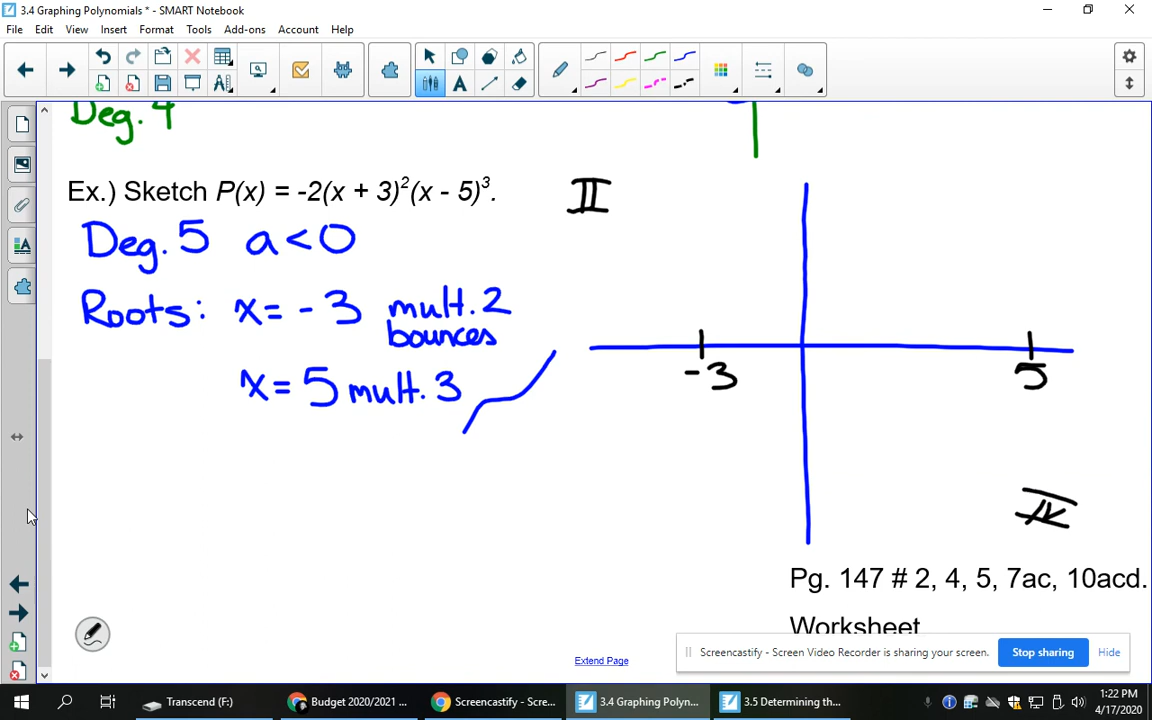 3.4 Graphing Polynomials * - SMART Notebook
File Edit View Insert Format Tools Add-ons Account Help
Deg. 4
Ex.) Sketch P(x) = -2(x + 3)²(x - 5)³.
II
Deg. 5 a < 0
Roots: x = -3 mult. 2
bounces
x = 5 mult. 3
-3
5
IV
Pg. 147 # 2, 4, 5, 7ac, 10acd.
Worksheet
Extend Page
Screencastify - Screen Video Recorder is sharing your screen. Stop sharing Hide
Transcend (F:) Budget 2020/2021 ... Screencastify - Scre... 3.4 Graphing Polyno... 3.5 Determining th...
1:22 PM
4/17/2020